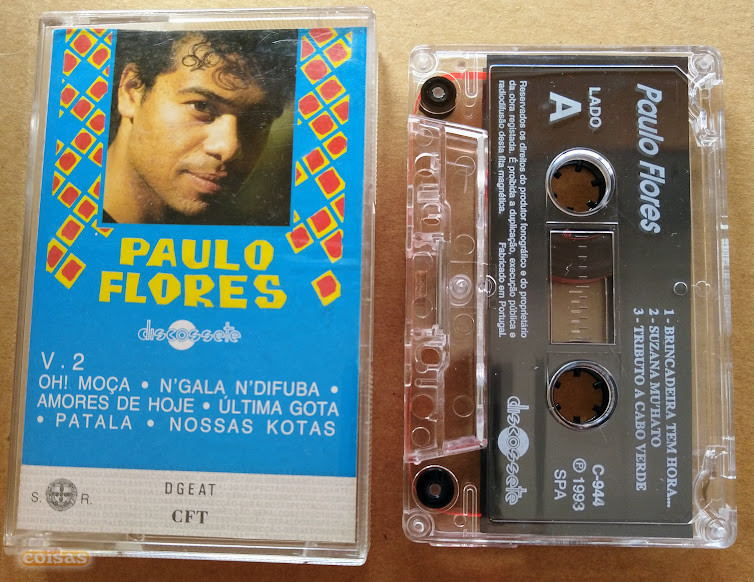 PAULO
FLORES
discossete
V.2
OH! MOÇA • N'GALA N'DIFUBA •
AMORES DE HOJE • ÚLTIMA GOTA
• PATALA • NOSSAS KOTAS
S. R.
DGEAT
CFT
coisas
Paulo Flores
LADO
A
1 - BRINCADEIRA TEM HORA...
2 - SUZANA MU'HATO
3 - TRIBUTO A CABO VERDE
Reservados os direitos do produtor fonográfico e do proprietário
da obra registada. É proibida a duplicação, execução pública e
radiodifusão desta fita magnética. Fabricado em Portugal.
discossete
C-944
℗ 1993
SPA